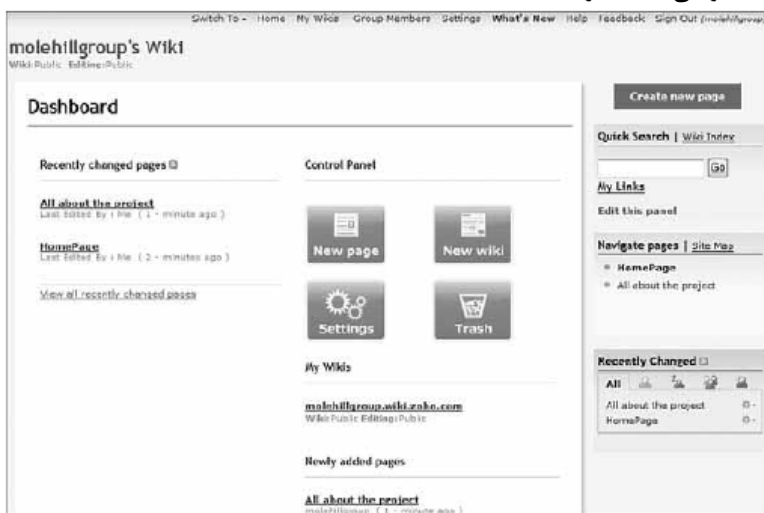 Switch To - Home My Wikis Group Members Settings What's New Help Feedback Sign Out (molehillgroup)
molehillgroup's Wiki
Wiki:Public Editing:Public
Dashboard
Create new page
Quick Search | Wiki Index
Go
My Links
Edit this panel
Navigate pages | Site Map
HomePage
All about the project
Recently Changed
All
All about the project
HomePage
Recently changed pages
All about the project
Last Edited By : Me ( 1 - minute ago )
HomePage
Last Edited By : Me ( 2 - minutes ago )
View all recently changed pages
Control Panel
New page
New wiki
Settings
Trash
My Wikis
molehillgroup.wiki.zoho.com
Wiki:Public Editing:Public
Newly added pages
All about the project
molehillgroup ( 1 - minute ago )